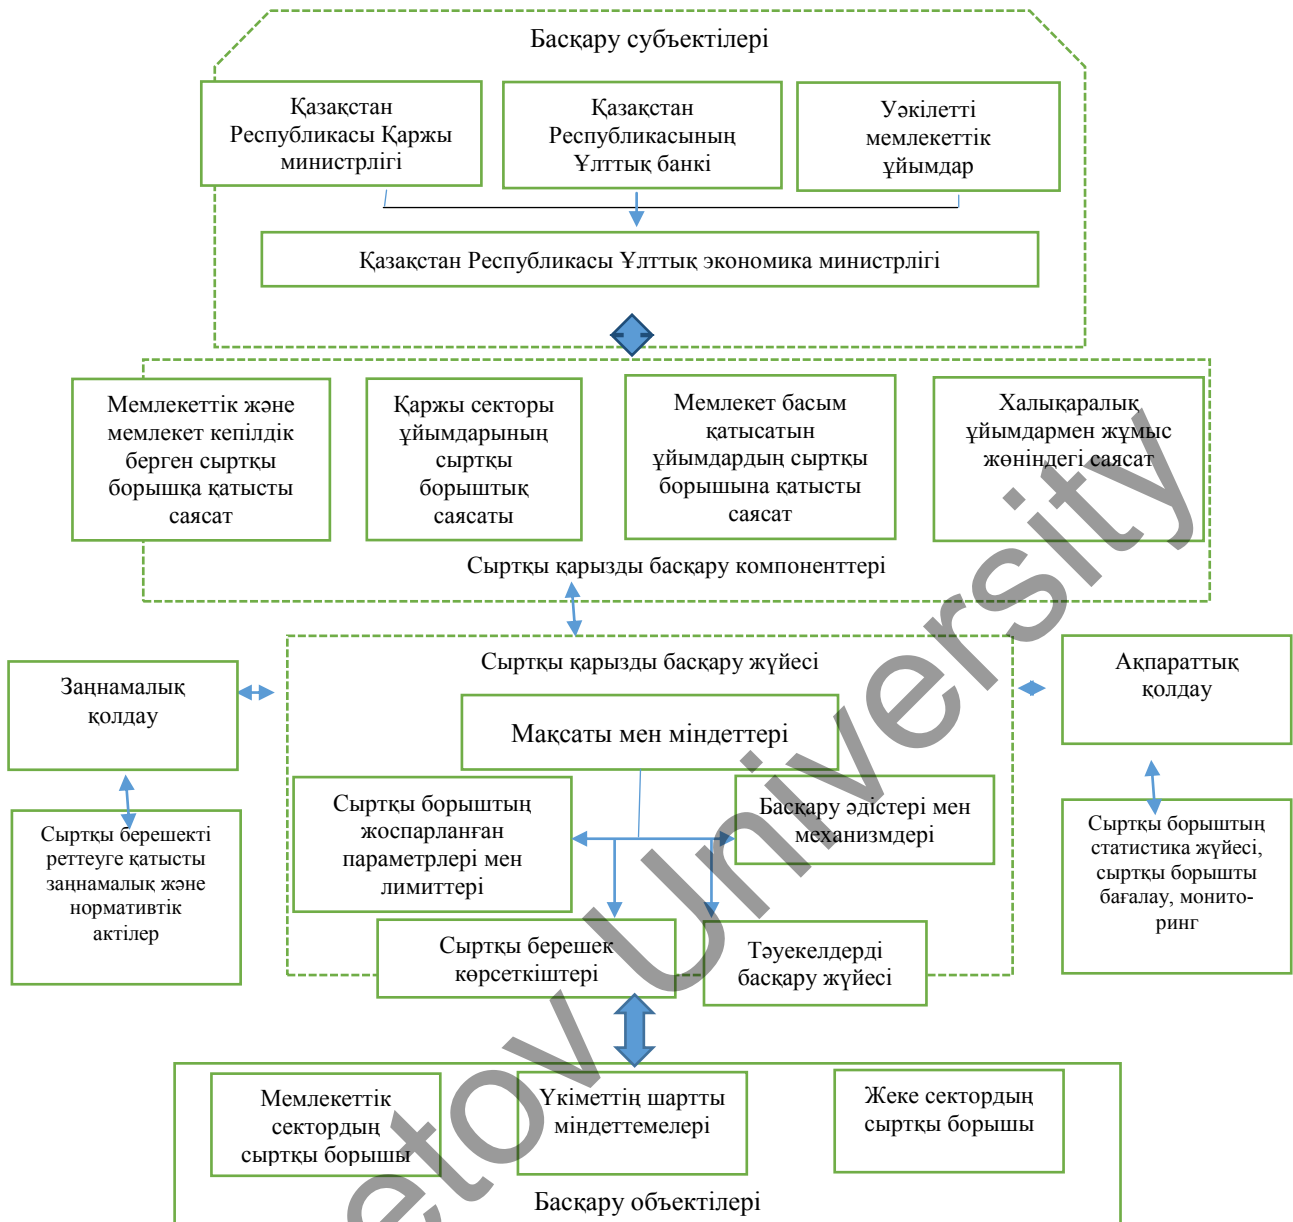 Басқару субъектілері
Қазақстан
Республикасы Қаржы
министрлігі
Қазақстан
Республикасының
Ұлттық банкі
Уәкілетті
мемлекеттік
ұйымдар
Қазақстан Республикасы Ұлттық экономика министрлігі
Мемлекеттік және
мемлекет кепілдік
берген сыртқы
борышқа қатысты
саясат
Қаржы секторы
ұйымдарының
сыртқы
борыштық
саясаты
Мемлекет басым
қатысатын
ұйымдардың сыртқы
борышына қатысты
саясат
Халықаралық
ұйымдармен жұмыс
жөніндегі саясат
Сыртқы қарызды басқару компоненттері
Сыртқы қарызды басқару жүйесі
Заңнамалық
қолдау
Ақпараттық
қолдау
Мақсаты мен міндеттері
Сыртқы борыштың
жоспарланған
параметрлері мен
лимиттері
Басқару әдістері мен
механизмдері
Сыртқы берешекті
реттеуге қатысты
заңнамалық және
нормативтік
актілер
Сыртқы борыштың
статистика жүйесі,
сыртқы борышты
бағалау, монито-
ринг
Сыртқы берешек
көрсеткіштері
Тәуекелдерді
басқару жүйесі
Мемлекеттік
сектордың
сыртқы борышы
Үкіметтің шартты
міндеттемелері
Жеке сектордың
сыртқы борышы
Басқару объектілері
etov University